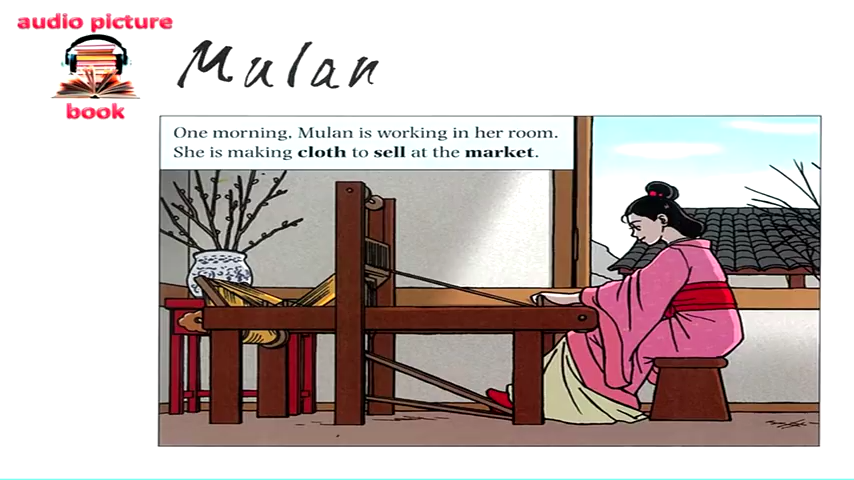 audio picture
book
Mulan
One morning, Mulan is working in her room.
She is making cloth to sell at the market.